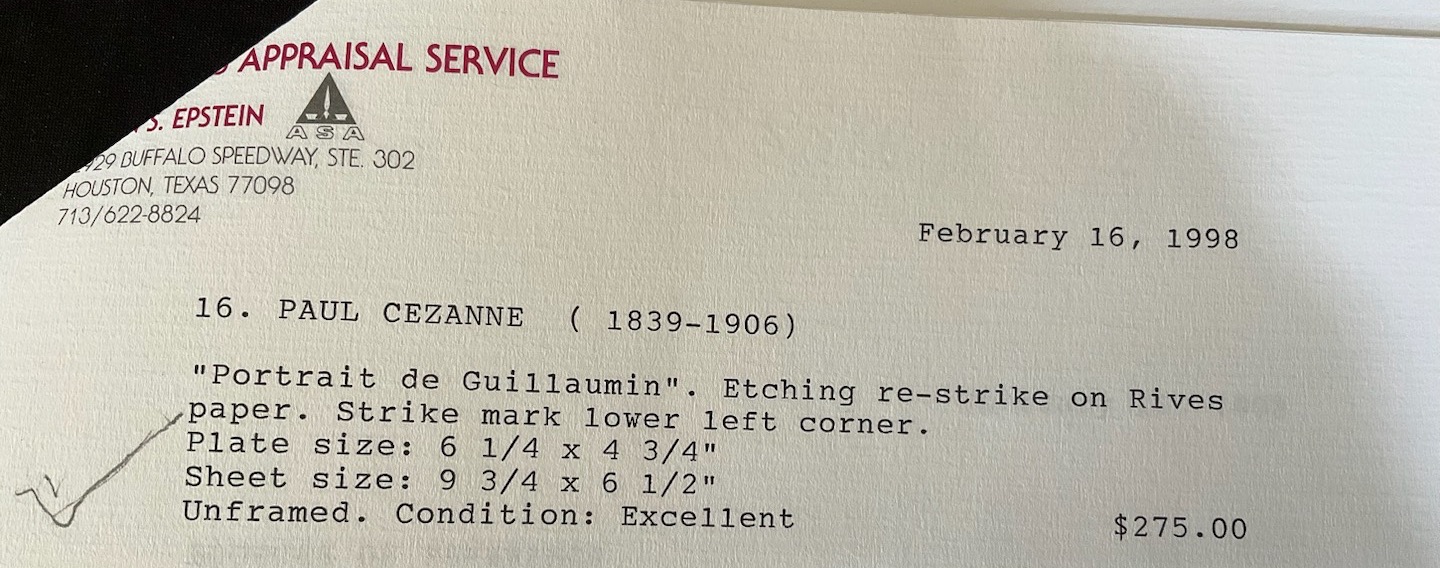 APPRAISAL SERVICE
S. EPSTEIN
ASA
29 BUFFALO SPEEDWAY, STE. 302
HOUSTON, TEXAS 77098
713/622-8824
February 16, 1998
16. PAUL CEZANNE ( 1839-1906)
"Portrait de Guillaumin". Etching re-strike on Rives
paper. Strike mark lower left corner.
Plate size: 6 1/4 x 4 3/4"
Sheet size: 9 3/4 x 6 1/2"
Unframed. Condition: Excellent
$275.00